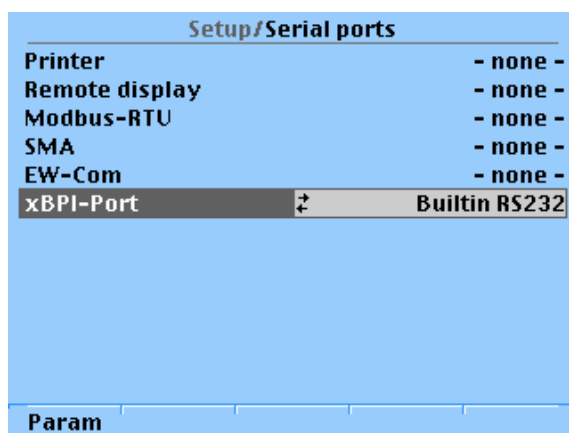 Setup/Serial ports
Printer - none -
Remote display - none -
Modbus-RTU - none -
SMA - none -
EW-Com - none -
xBPI-Port Builtin RS232
Param